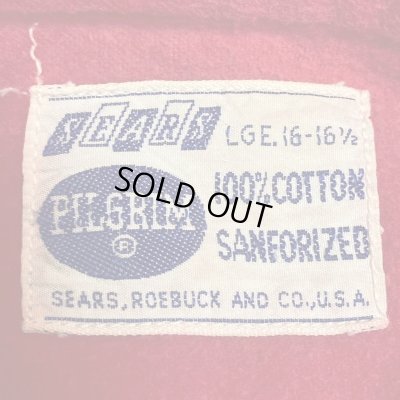 SEARS LGE. 16-16½
SOLD OUT
PILGRIM 100% COTTON
® SANFORIZED
SEARS, ROEBUCK AND CO., U.S.A.